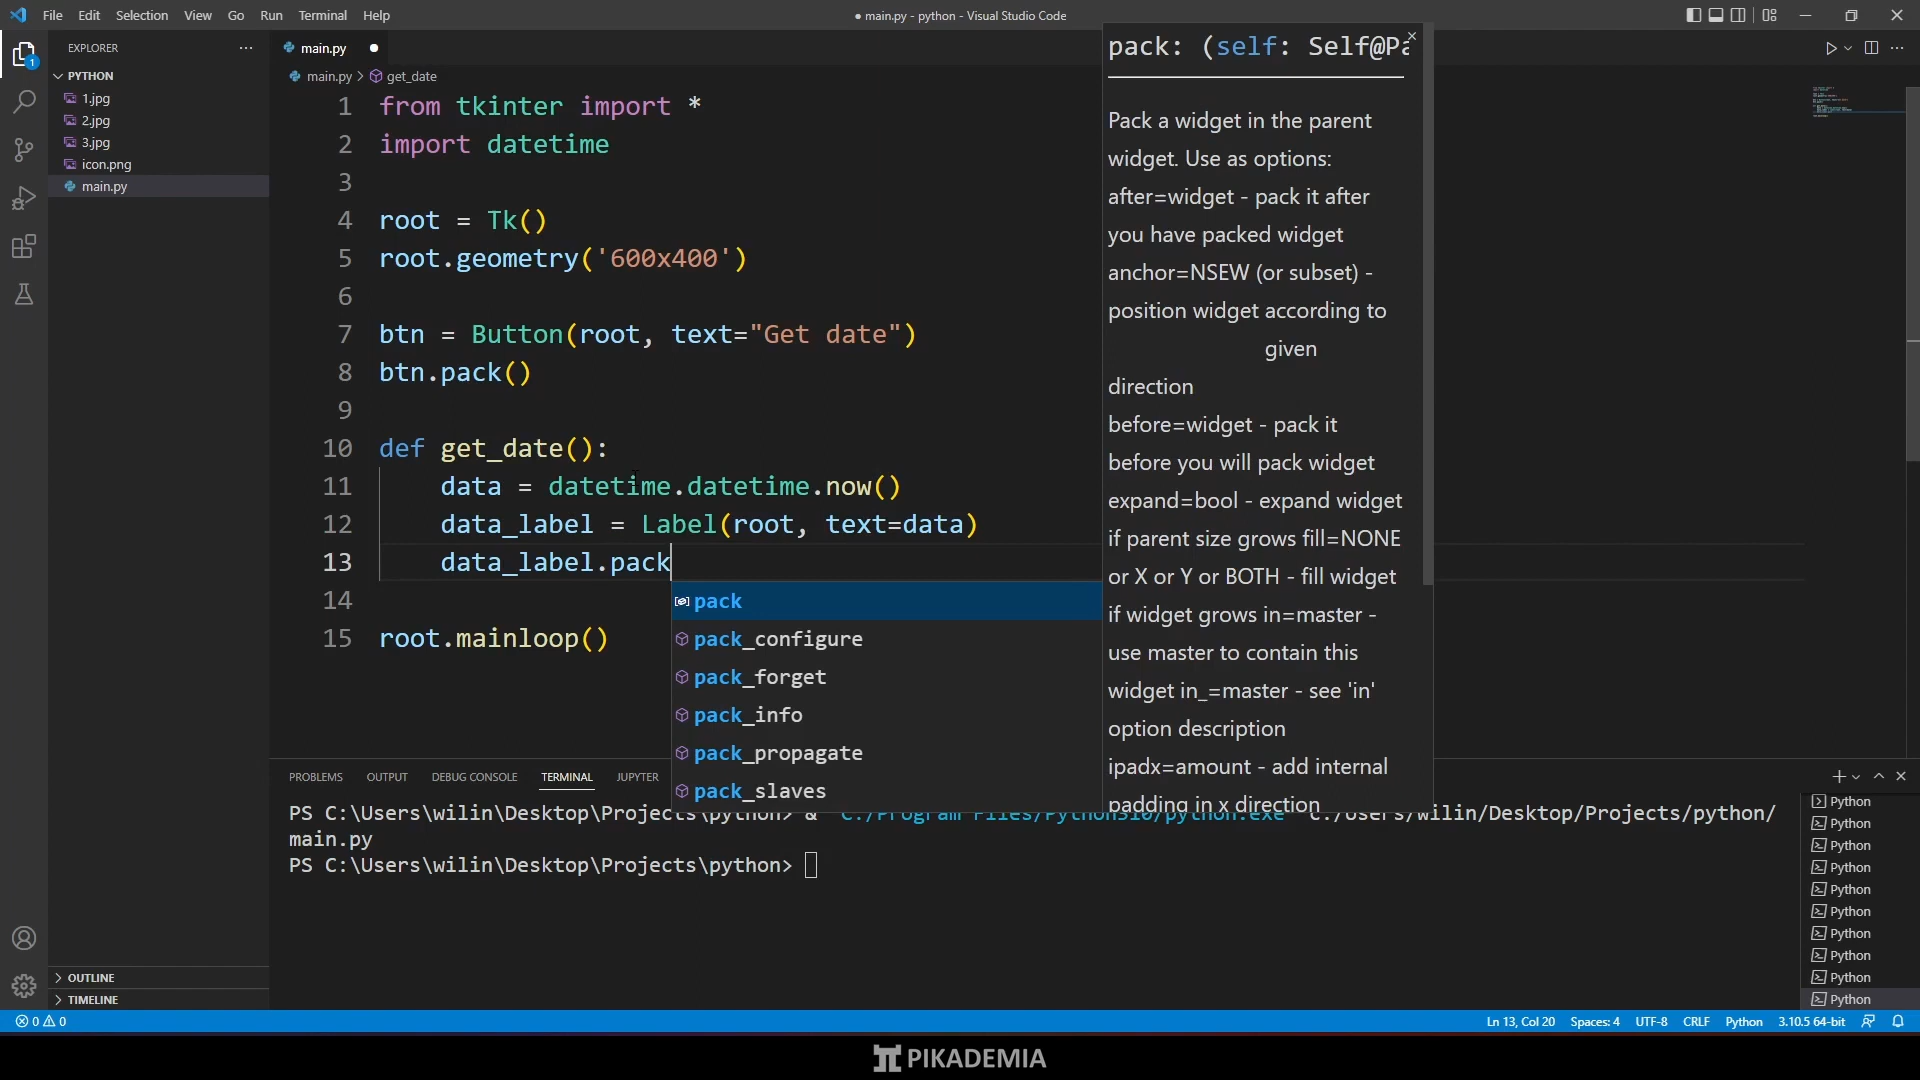 File Edit Selection View Go Run Terminal Help
● main.py - python - Visual Studio Code
EXPLORER
PYTHON
1.jpg
2.jpg
3.jpg
icon.png
main.py
OUTLINE
TIMELINE
main.py
main.py > get_date
1 from tkinter import *
2 import datetime
3
4 root = Tk()
5 root.geometry('600x400')
6
7 btn = Button(root, text="Get date")
8 btn.pack()
9
10 def get_date():
11 data = datetime.datetime.now()
12 data_label = Label(root, text=data)
13 data_label.pack
14
15 root.mainloop()
pack
pack_configure
pack_forget
pack_info
pack_propagate
pack_slaves
pack: (self: Self@Pa
Pack a widget in the parent
widget. Use as options:
after=widget - pack it after
you have packed widget
anchor=NSEW (or subset) -
position widget according to
given
direction
before=widget - pack it
before you will pack widget
expand=bool - expand widget
if parent size grows fill=NONE
or X or Y or BOTH - fill widget
if widget grows in=master -
use master to contain this
widget in_=master - see 'in'
option description
ipadx=amount - add internal
padding in x direction
PROBLEMS OUTPUT DEBUG CONSOLE TERMINAL JUPYTER
PS C:\Users\wilin\Desktop\Projects\python> & "C:/Program Files/Python310/python.exe" c:/Users/wilin/Desktop/Projects/python/
main.py
PS C:\Users\wilin\Desktop\Projects\python>
Python
Python
Python
Python
Python
Python
Python
Python
Python
Python
1
0 0 Ln 13, Col 20 Spaces: 4 UTF-8 CRLF Python 3.10.5 64-bit
PIKADEMIA